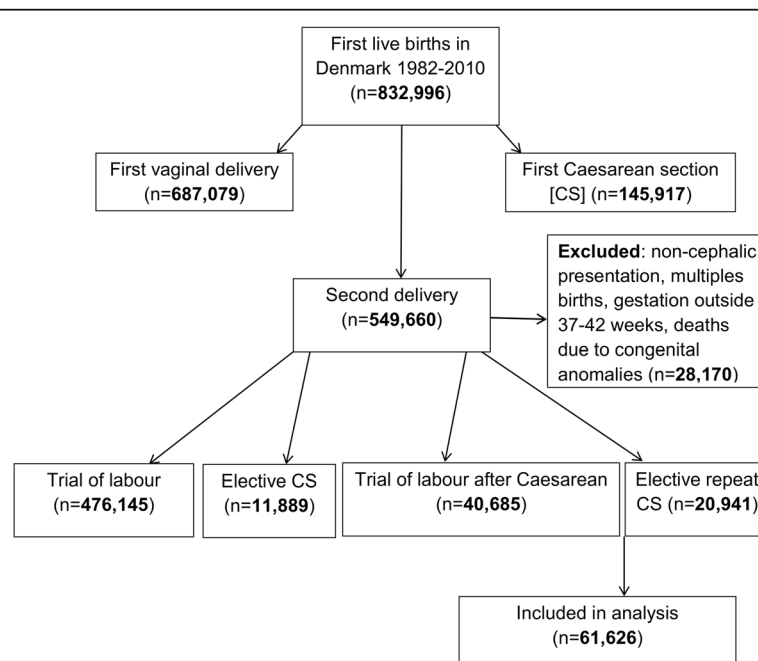 First live births in
Denmark 1982-2010
(n=832,996)
First vaginal delivery
(n=687,079)
First Caesarean section
[CS] (n=145,917)
Excluded: non-cephalic
presentation, multiples
births, gestation outside
37-42 weeks, deaths
due to congenital
anomalies (n=28,170)
Second delivery
(n=549,660)
Trial of labour
(n=476,145)
Elective CS
(n=11,889)
Trial of labour after Caesarean
(n=40,685)
Elective repeat
CS (n=20,941)
Included in analysis
(n=61,626)